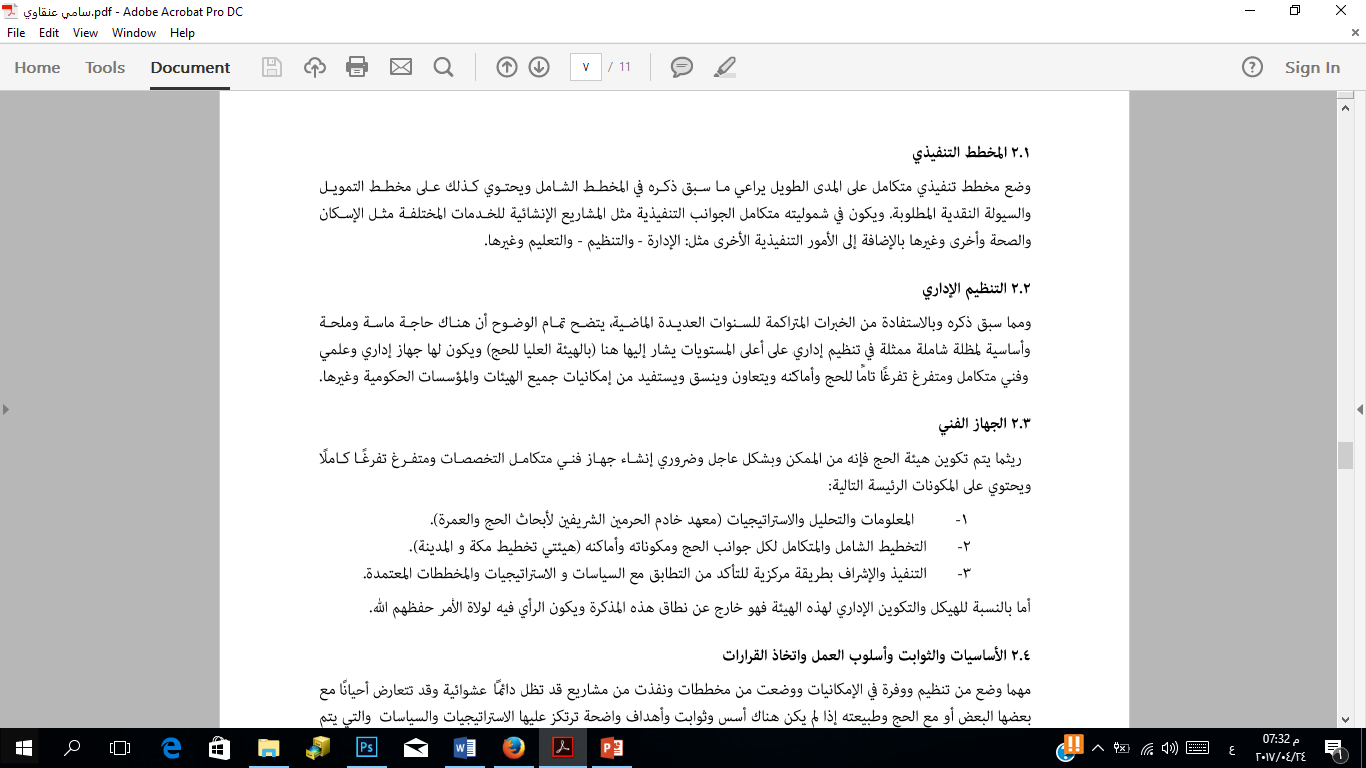 سامي عنقاوي.pdf - Adobe Acrobat Pro DC
File Edit View Window Help
Home Tools Document ٧ / 11 Sign In
٢.١ المخطط التنفيذي
وضع مخطط تنفيذي متكامل على المدى الطويل يراعي ما سبق ذكره في المخطط الشامل ويحتوي كذلك على مخطط التمويل
والسيولة النقدية المطلوبة. ويكون في شموليته متكامل الجوانب التنفيذية مثل المشاريع الإنشائية للخدمات المختلفة مثل الإسكان
والصحة وأخرى وغيرها بالإضافة إلى الأمور التنفيذية الأخرى مثل: الإدارة - والتنظيم - والتعليم وغيرها.
٢.٢ التنظيم الإداري
ومما سبق ذكره وبالاستفادة من الخبرات المتراكمة للسنوات العديدة الماضية، يتضح تمام الوضوح أن هناك حاجة ماسة وملحة
وأساسية لمظلة شاملة ممثلة في تنظيم إداري على أعلى المستويات يشار إليها هنا (بالهيئة العليا للحج) ويكون لها جهاز إداري وعلمي
وفني متكامل ومتفرغ تفرغًا تامًا للحج وأماكنه ويتعاون وينسق ويستفيد من إمكانيات جميع الهيئات والمؤسسات الحكومية وغيرها.
٢.٣ الجهاز الفني
ريثما يتم تكوين هيئة الحج فإنه من الممكن وبشكل عاجل وضروري إنشاء جهاز فني متكامل التخصصات ومتفرغ تفرغًا كاملًا
ويحتوي على المكونات الرئيسة التالية:
١- المعلومات والتحليل والاستراتيجيات (معهد خادم الحرمين الشريفين لأبحاث الحج والعمرة).
٢- التخطيط الشامل والمتكامل لكل جوانب الحج ومكوناته وأماكنه (هيئتي تخطيط مكة و المدينة).
٣- التنفيذ والإشراف بطريقة مركزية للتأكد من التطابق مع السياسات و الاستراتيجيات والمخططات المعتمدة.
أما بالنسبة للهيكل والتكوين الإداري لهذه الهيئة فهو خارج عن نطاق هذه المذكرة ويكون الرأي فيه لولاة الأمر حفظهم الله.
٢.٤ الأساسيات والثوابت وأسلوب العمل واتخاذ القرارات
مهما وضع من تنظيم ووفرة في الإمكانيات ووضعت من مخططات ونفذت من مشاريع قد تظل دائمًا عشوائية وقد تتعارض أحيانًا مع
بعضها البعض أو مع الحج وطبيعته إذا لم يكن هناك أسس وثوابت وأهداف واضحة ترتكز عليها الاستراتيجيات والسياسات والتي يتم
ع
07:32 م
٢٠١٧/٠٤/٢٤